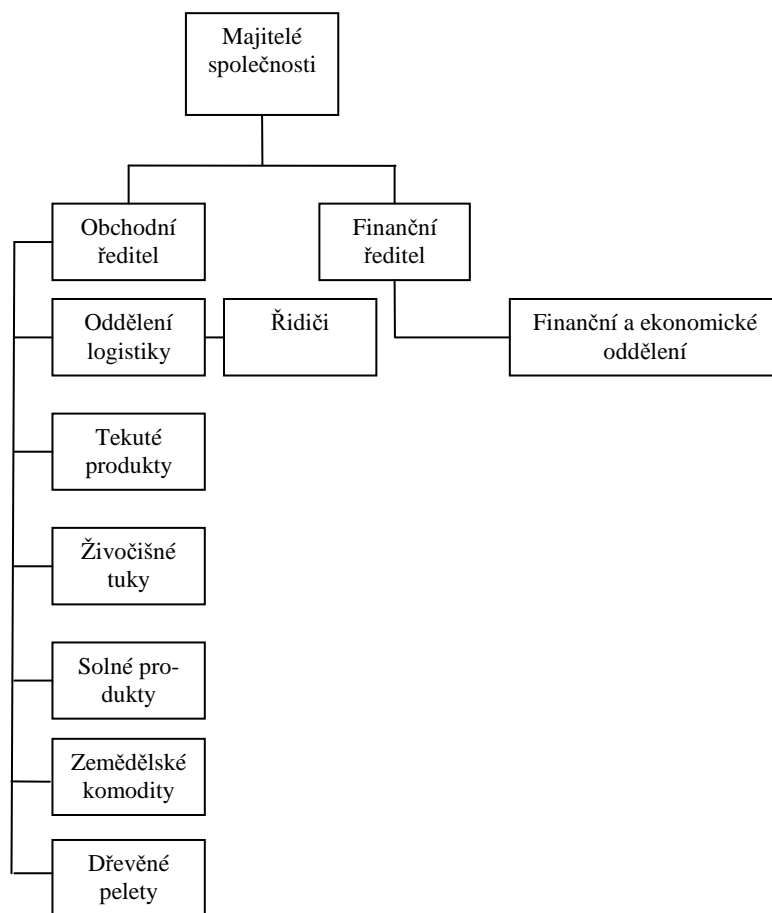 Majitelé
společnosti
Obchodní
ředitel
Finanční
ředitel
Oddělení
logistiky
Řidiči
Finanční a ekonomické
oddělení
Tekuté
produkty
Živočišné
tuky
Solné pro-
dukty
Zemědělské
komodity
Dřevěné
pelety